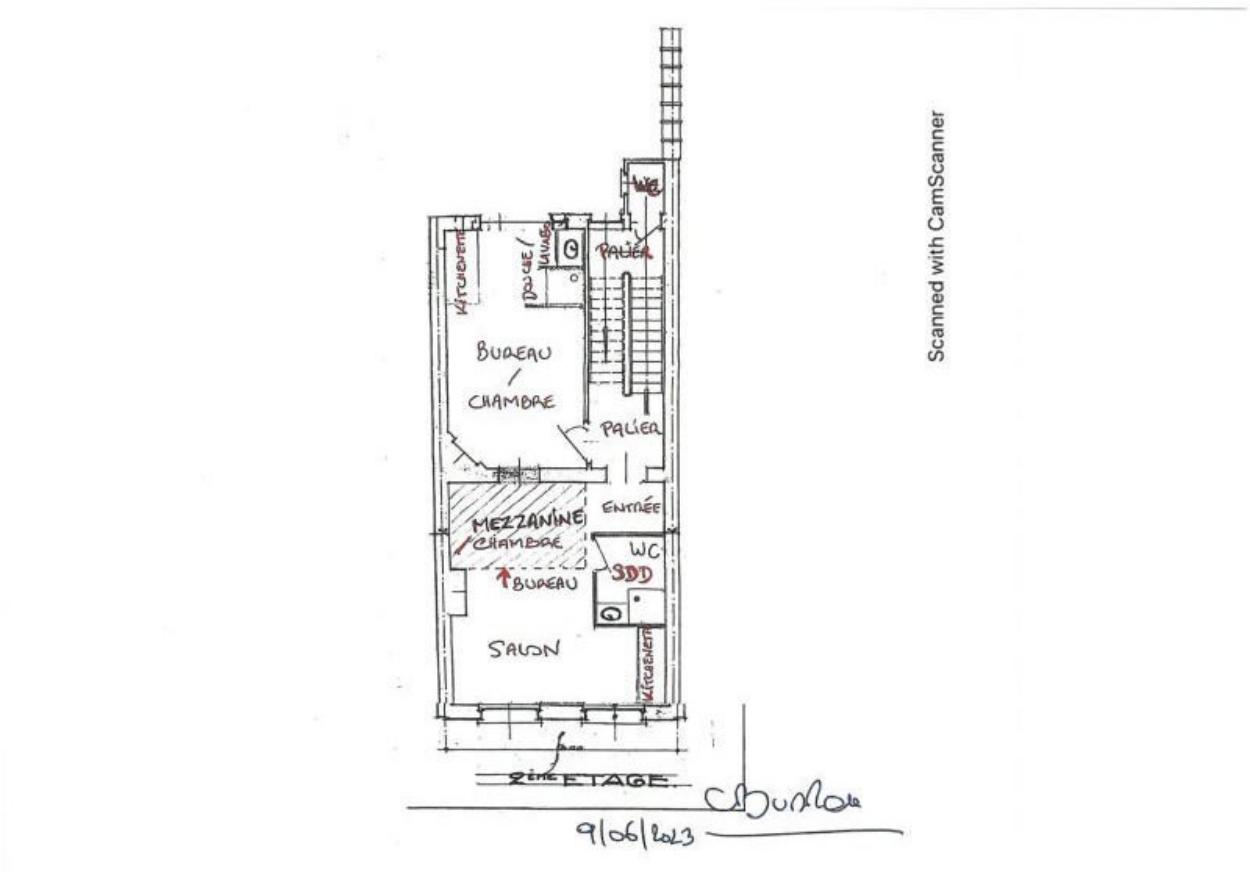 WC
PALIER
KITCHENETTE
DOUCHE/
LAVABO
BUREAU
/
CHAMBRE
PALIER
ENTRÉE
MEZZANINE
/ CHAMBRE
WC
SDD
BUREAU
SALON
KITCHENETTE
2ÈME ETAGE.
9/06/2023
Scanned with CamScanner